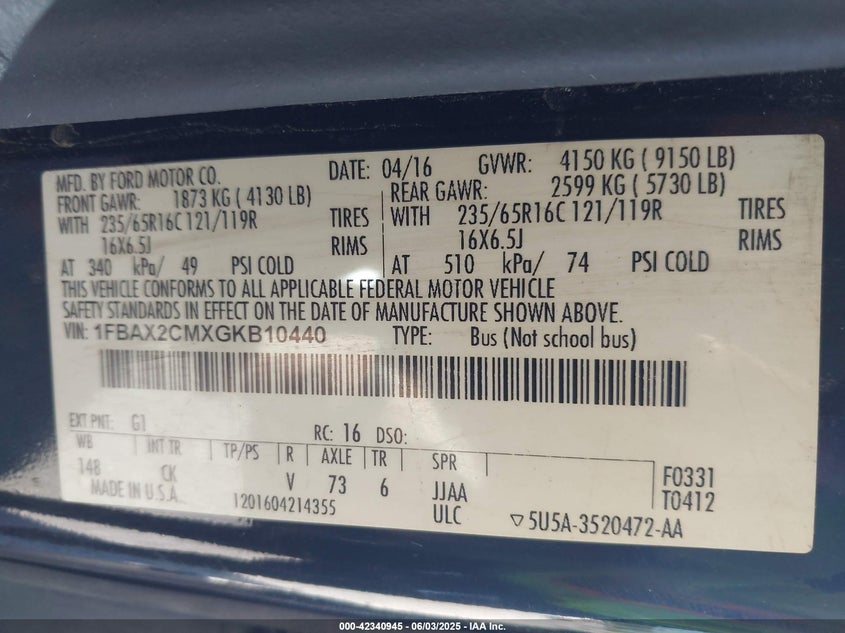 MFD. BY FORD MOTOR CO. DATE: 04/16 GVWR: 4150 KG ( 9150 LB)
FRONT GAWR: 1873 KG ( 4130 LB) REAR GAWR: 2599 KG ( 5730 LB)
WITH 235/65R16C 121/119R TIRES WITH 235/65R16C 121/119R TIRES
16X6.5J RIMS 16X6.5J RIMS
AT 340 kPa/ 49 PSI COLD AT 510 kPa/ 74 PSI COLD
THIS VEHICLE CONFORMS TO ALL APPLICABLE FEDERAL MOTOR VEHICLE
SAFETY STANDARDS IN EFFECT ON THE DATE OF MANUFACTURE SHOWN ABOVE.
VIN: 1FBAX2CMXGKB10440 TYPE: Bus (Not school bus)
EXT PNT: G1 RC: 16 DSO:
WB INT TR TP/PS R AXLE TR SPR
148 CK V 73 6 JJAA F0331
MADE IN U.S.A. 1201604214355 ULC T0412
▽5U5A-3520472-AA
000-42340945 - 06/03/2025 - IAA Inc.